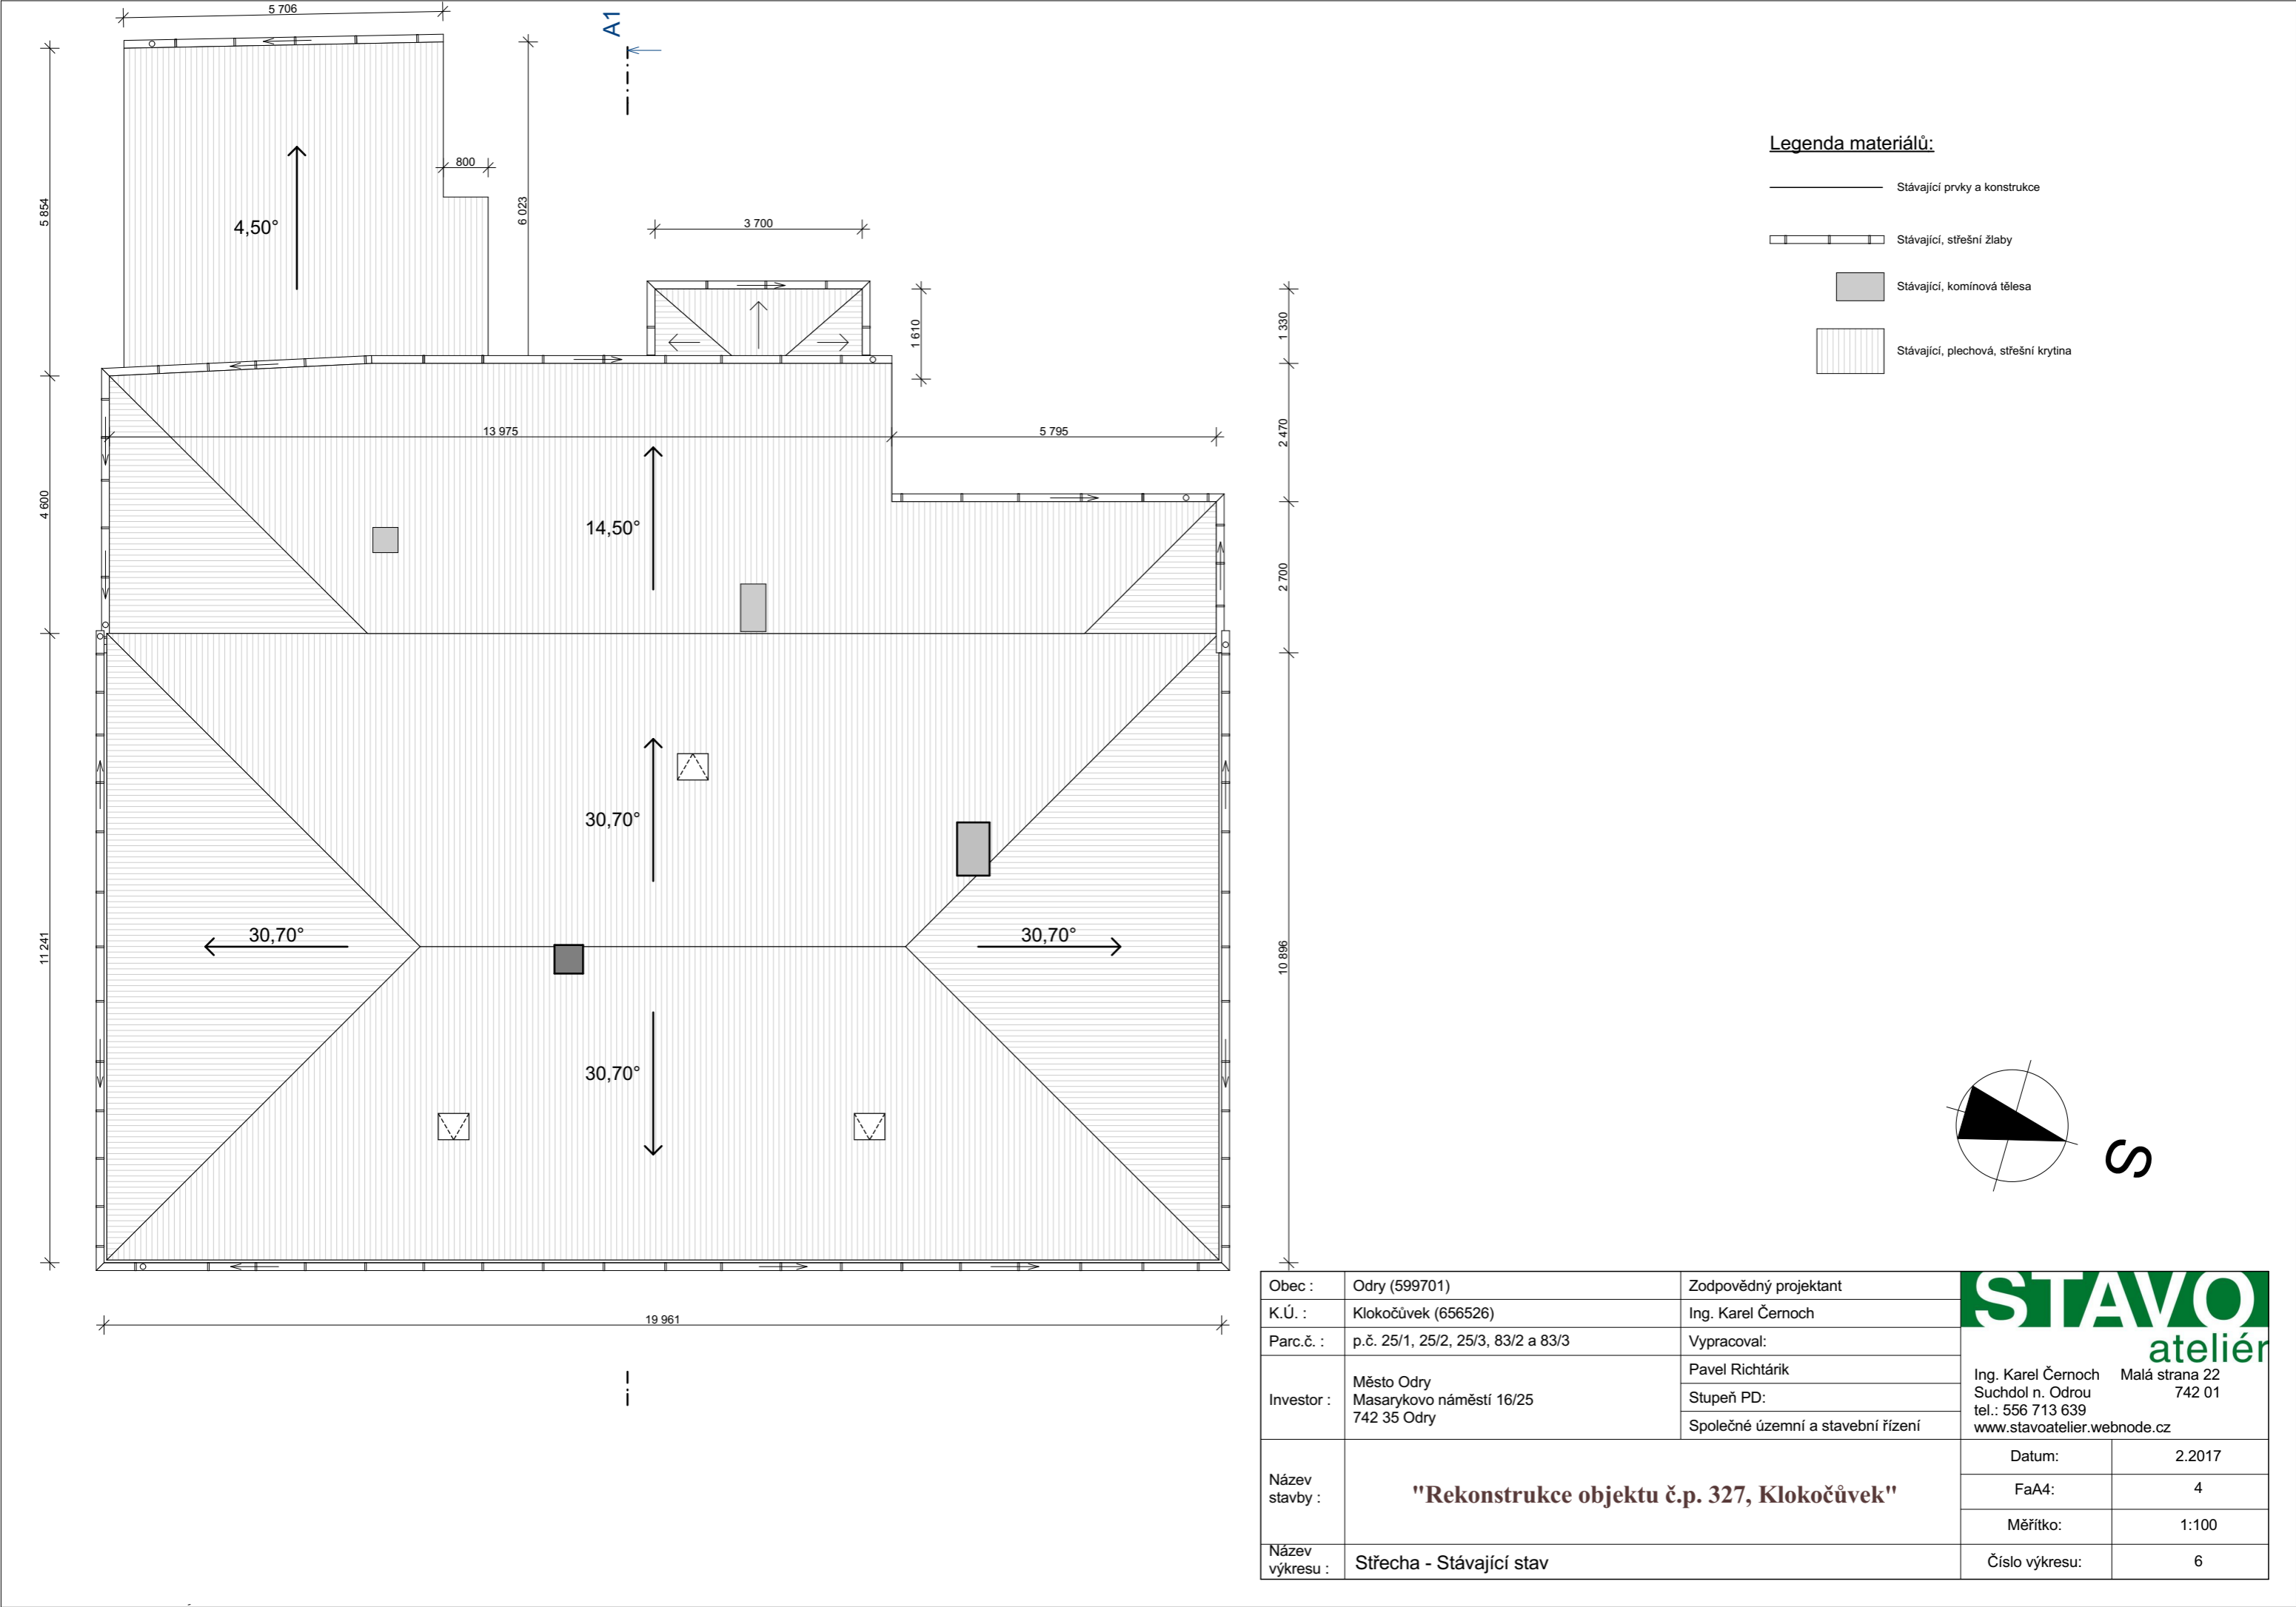 5 706
A1
800
5 854
6 023
4,50°
3 700
1 610
1 330
13 975
5 795
2 470
4 600
14,50°
2 700
30,70°
30,70°
30,70°
11 241
10 896
30,70°
19 961
Legenda materiálů:
Stávající prvky a konstrukce
Stávající, střešní žlaby
Stávající, komínová tělesa
Stávající, plechová, střešní krytina
S
Obec :
Odry (599701)
Zodpovědný projektant
K.Ú. :
Klokočůvek (656526)
Ing. Karel Černoch
Parc.č. :
p.č. 25/1, 25/2, 25/3, 83/2 a 83/3
Vypracoval:
Investor :
Město Odry
Masarykovo náměstí 16/25
742 35 Odry
Pavel Richtárik
Stupeň PD:
Společné územní a stavební řízení
STAVO
ateliér
Ing. Karel Černoch Malá strana 22
Suchdol n. Odrou 742 01
tel.: 556 713 639
www.stavoatelier.webnode.cz
Název
stavby :
"Rekonstrukce objektu č.p. 327, Klokočůvek"
Datum:
2.2017
FaA4:
4
Měřítko:
1:100
Název
výkresu :
Střecha - Stávající stav
Číslo výkresu:
6